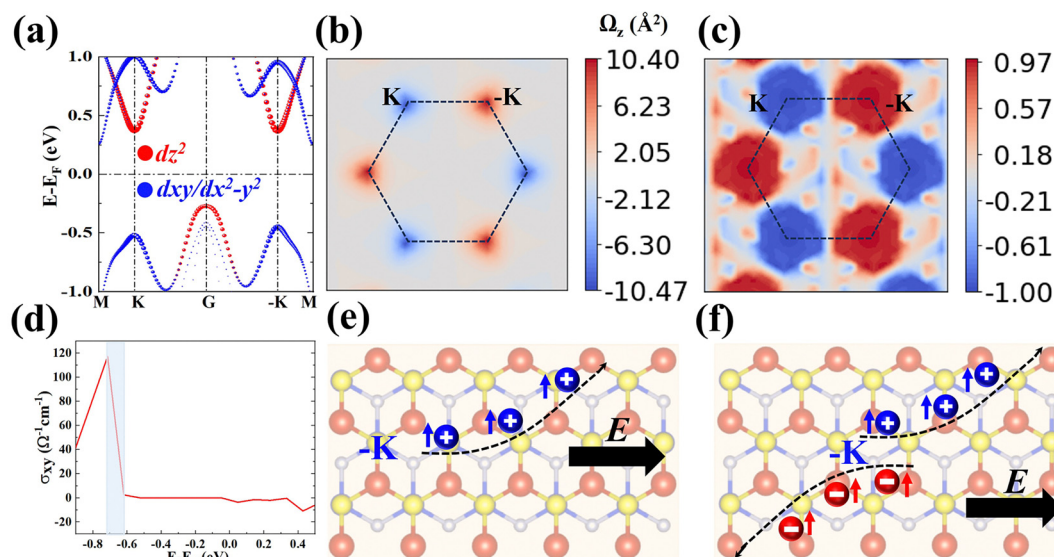 (a)
1.0
0.5
0.0
-0.5
-1.0
E-E_F (eV)
dz²
dxy/dx²-y²
M K G -K M
(b)
K
-K
Ω_z (Å²)
10.40
6.23
2.05
-2.12
-6.30
-10.47
(c)
K
-K
0.97
0.57
0.18
-0.21
-0.61
-1.00
(d)
120
100
80
60
40
20
0
-20
σxy (Ω⁻¹cm⁻¹)
-0.8 -0.6 -0.4 -0.2 0.0 0.2 0.4
(e)
-K
+
+
+
E
(f)
+
+
+
-K
−
−
−
E